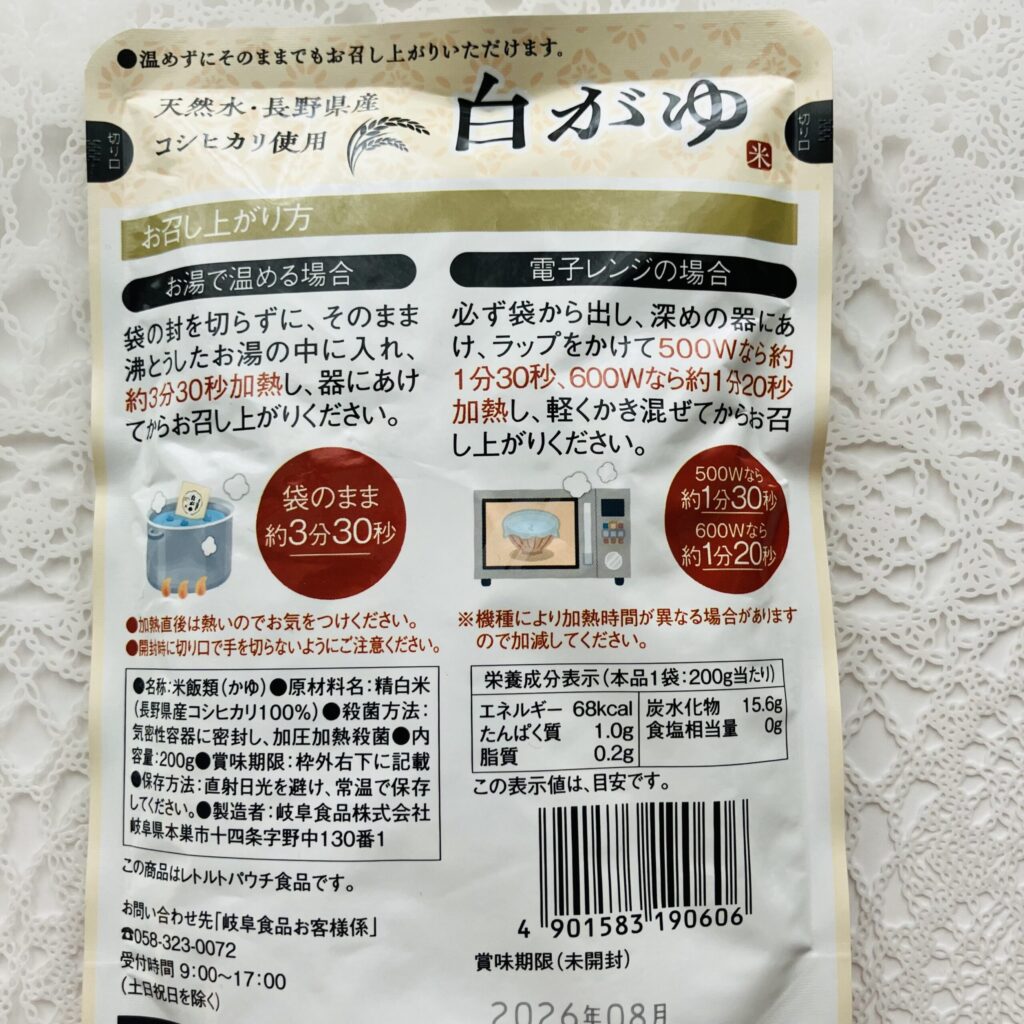 ●温めずにそのままでもお召し上がりいただけます。
天然水・長野県産
コシヒカリ使用
白がゆ
米
切り口
切り口
お召し上がり方
お湯で温める場合
袋の封を切らずに、そのまま
沸とうしたお湯の中に入れ、
約3分30秒加熱し、器にあけ
てからお召し上がりください。
袋のまま
約3分30秒
●加熱直後は熱いのでお気をつけください。
●開封時に切り口で手を切らないようにご注意ください。
電子レンジの場合
必ず袋から出し、深めの器にあ
け、ラップをかけて500Wなら約
1分30秒、600Wなら約1分20秒
加熱し、軽くかき混ぜてからお召
し上がりください。
500Wなら
約1分30秒
600Wなら
約1分20秒
※機種により加熱時間が異なる場合があります
ので加減してください。
●名称:米飯類(かゆ)●原材料名:精白米
(長野県産コシヒカリ100%)●殺菌方法:
気密性容器に密封し、加圧加熱殺菌●内
容量:200g●賞味期限:枠外右下に記載
●保存方法:直射日光を避け、常温で保存
してください。●製造者:岐阜食品株式会社
岐阜県本巣市十四条字野中130番1
この商品はレトルトパウチ食品です。
お問い合わせ先「岐阜食品お客様係」
☎058-323-0072
受付時間 9:00〜17:00
(土日祝日を除く)
栄養成分表示(本品1袋:200g当たり)
エネルギー 68kcal
たんぱく質 1.0g
脂質 0.2g
炭水化物 15.6g
食塩相当量 0g
この表示値は、目安です。
4 901583 190606
賞味期限(未開封)
2026年08月